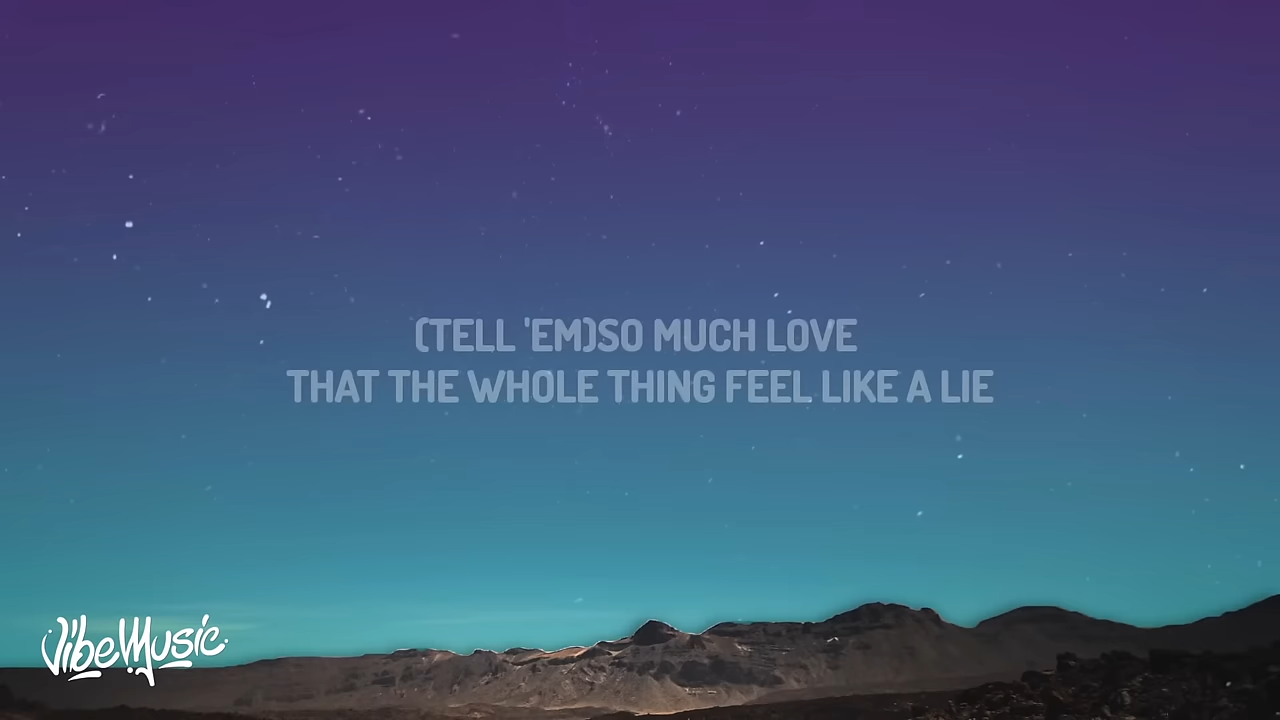 (TELL 'EM)SO MUCH LOVE
THAT THE WHOLE THING FEEL LIKE A LIE
VibeMusic